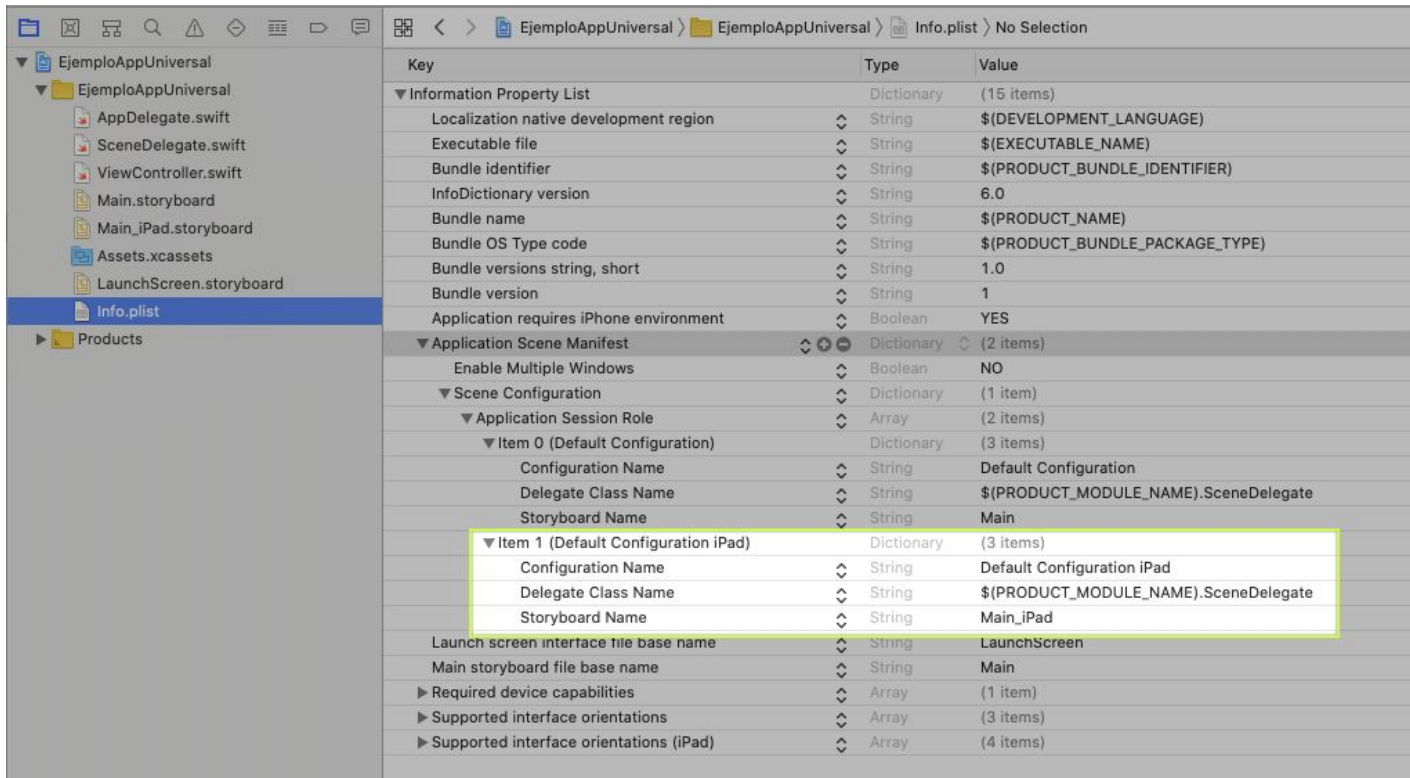 EjemploAppUniversal EjemploAppUniversal Info.plist No Selection
EjemploAppUniversal
EjemploAppUniversal
AppDelegate.swift
SceneDelegate.swift
ViewController.swift
Main.storyboard
Main_iPad.storyboard
Assets.xcassets
LaunchScreen.storyboard
Info.plist
Products
Key Type Value
Information Property List Dictionary (15 items)
Localization native development region String $(DEVELOPMENT_LANGUAGE)
Executable file String $(EXECUTABLE_NAME)
Bundle identifier String $(PRODUCT_BUNDLE_IDENTIFIER)
InfoDictionary version String 6.0
Bundle name String $(PRODUCT_NAME)
Bundle OS Type code String $(PRODUCT_BUNDLE_PACKAGE_TYPE)
Bundle versions string, short String 1.0
Bundle version String 1
Application requires iPhone environment Boolean YES
Application Scene Manifest Dictionary (2 items)
Enable Multiple Windows Boolean NO
Scene Configuration Dictionary (1 item)
Application Session Role Array (2 items)
Item 0 (Default Configuration) Dictionary (3 items)
Configuration Name String Default Configuration
Delegate Class Name String $(PRODUCT_MODULE_NAME).SceneDelegate
Storyboard Name String Main
Item 1 (Default Configuration iPad) Dictionary (3 items)
Configuration Name String Default Configuration iPad
Delegate Class Name String $(PRODUCT_MODULE_NAME).SceneDelegate
Storyboard Name String Main_iPad
Launch screen interface file base name String LaunchScreen
Main storyboard file base name String Main
Required device capabilities Array (1 item)
Supported interface orientations Array (3 items)
Supported interface orientations (iPad) Array (4 items)